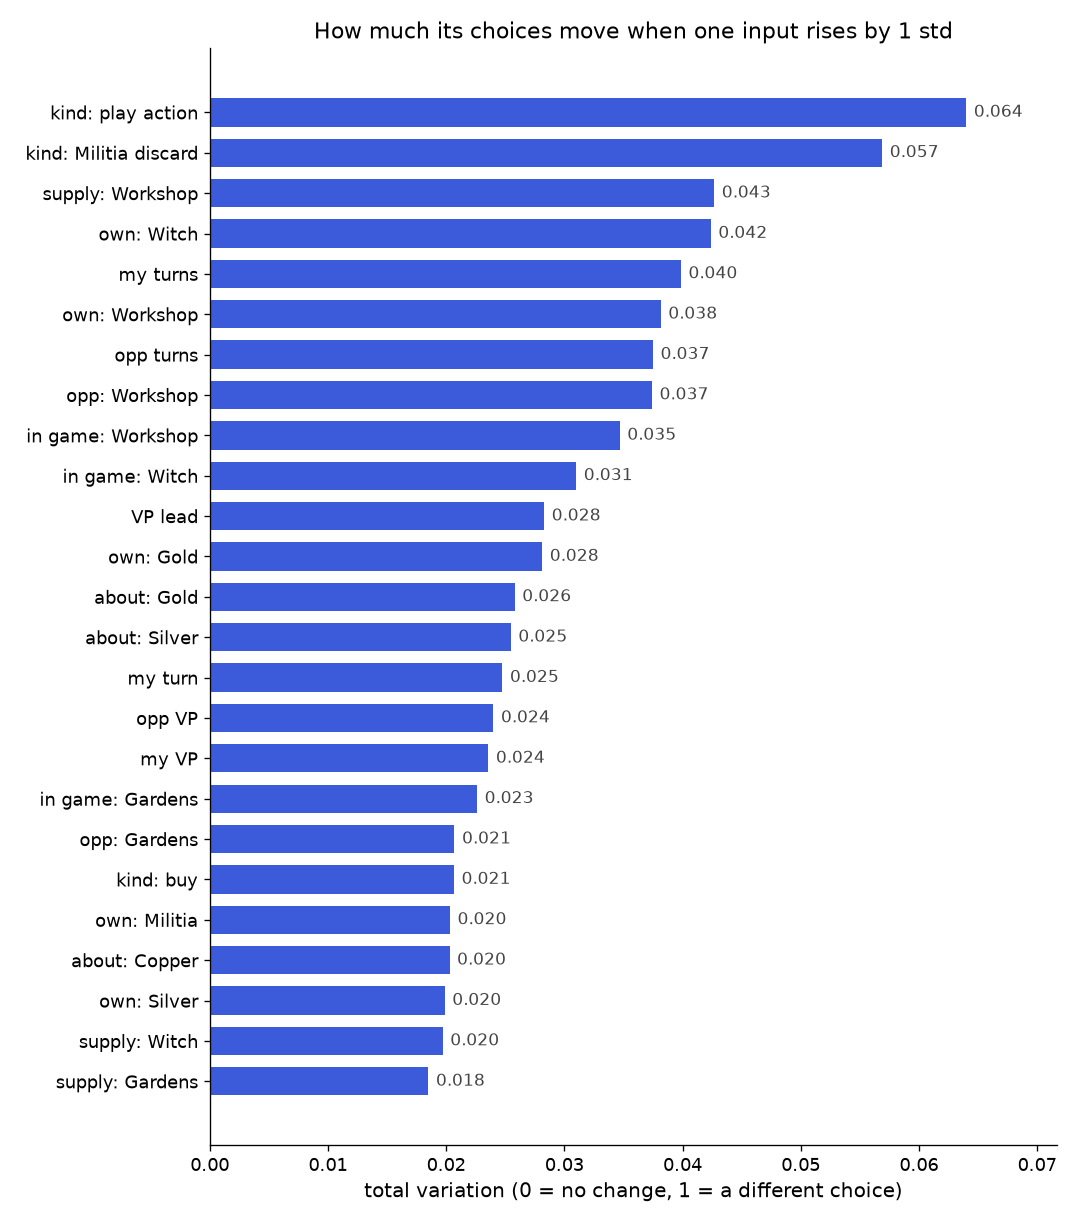 How much its choices move when one input rises by 1 std
kind: play action 0.064
kind: Militia discard 0.057
supply: Workshop 0.043
own: Witch 0.042
my turns 0.040
own: Workshop 0.038
opp turns 0.037
opp: Workshop 0.037
in game: Workshop 0.035
in game: Witch 0.031
VP lead 0.028
own: Gold 0.028
about: Gold 0.026
about: Silver 0.025
my turn 0.025
opp VP 0.024
my VP 0.024
in game: Gardens 0.023
opp: Gardens 0.021
kind: buy 0.021
own: Militia 0.020
about: Copper 0.020
own: Silver 0.020
supply: Witch 0.020
supply: Gardens 0.018
0.00 0.01 0.02 0.03 0.04 0.05 0.06 0.07
total variation (0 = no change, 1 = a different choice)